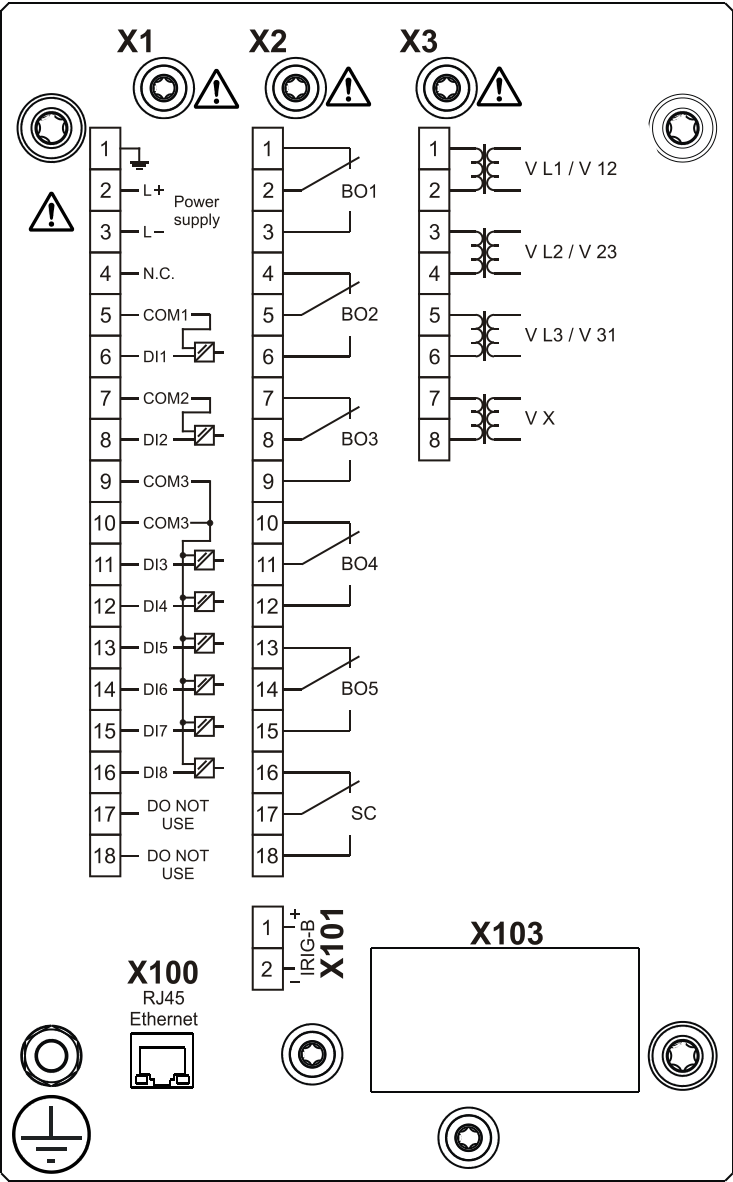 X1
1
2 L+ Power
3 L− supply
4 N.C.
5 COM1
6 DI1
7 COM2
8 DI2
9 COM3
10 COM3
11 DI3
12 DI4
13 DI5
14 DI6
15 DI7
16 DI8
17 DO NOT
USE
18 DO NOT
USE
X2
1
2 BO1
3
4
5 BO2
6
7
8 BO3
9
10
11 BO4
12
13
14 BO5
15
16
17 SC
18
X3
1
V L1 / V 12
2
3
V L2 / V 23
4
5
V L3 / V 31
6
7
V X
8
X100
RJ45
Ethernet
1 +
2 −
IRIG-B
X101
X103